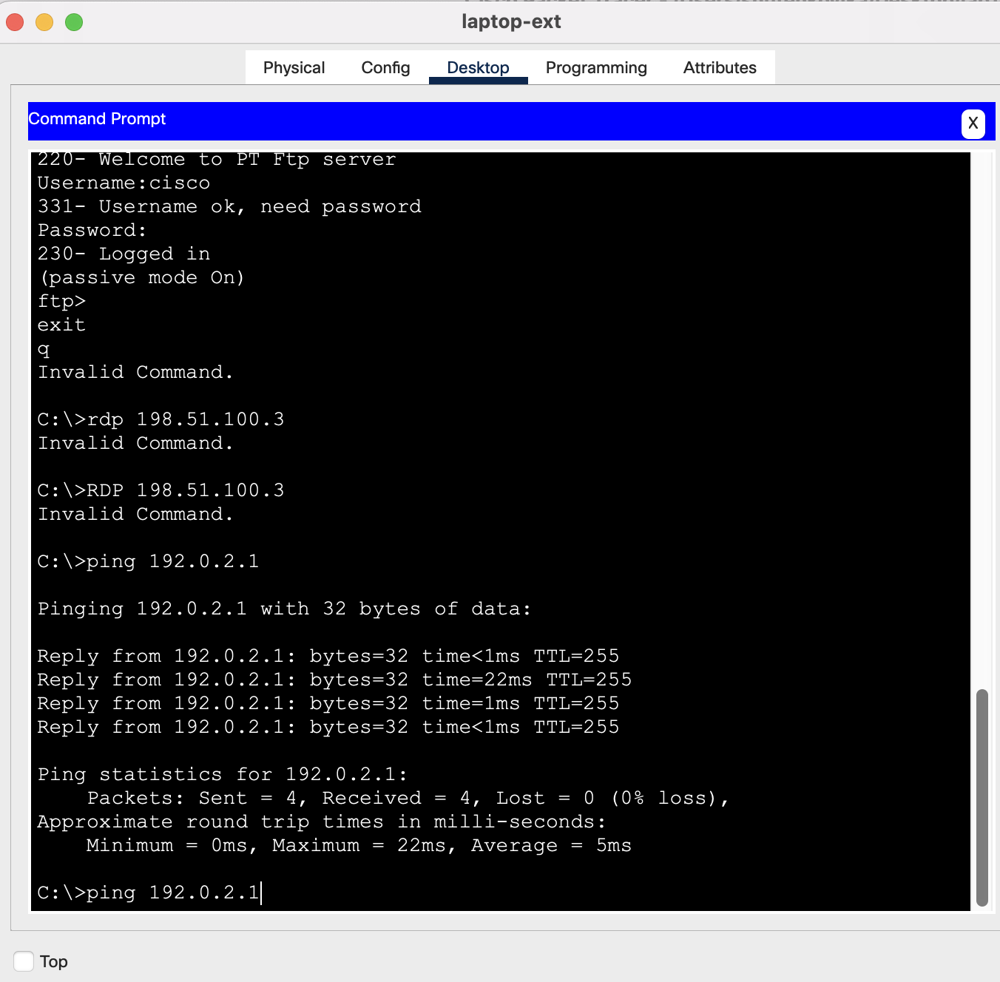 laptop-ext
Physical Config Desktop Programming Attributes
Command Prompt
X
220- Welcome to PT Ftp server
Username:cisco
331- Username ok, need password
Password:
230- Logged in
(passive mode On)
ftp>
exit
q
Invalid Command.
C:\>rdp 198.51.100.3
Invalid Command.
C:\>RDP 198.51.100.3
Invalid Command.
C:\>ping 192.0.2.1
Pinging 192.0.2.1 with 32 bytes of data:
Reply from 192.0.2.1: bytes=32 time<1ms TTL=255
Reply from 192.0.2.1: bytes=32 time=22ms TTL=255
Reply from 192.0.2.1: bytes=32 time=1ms TTL=255
Reply from 192.0.2.1: bytes=32 time<1ms TTL=255
Ping statistics for 192.0.2.1:
Packets: Sent = 4, Received = 4, Lost = 0 (0% loss),
Approximate round trip times in milli-seconds:
Minimum = 0ms, Maximum = 22ms, Average = 5ms
C:\>ping 192.0.2.1
Top